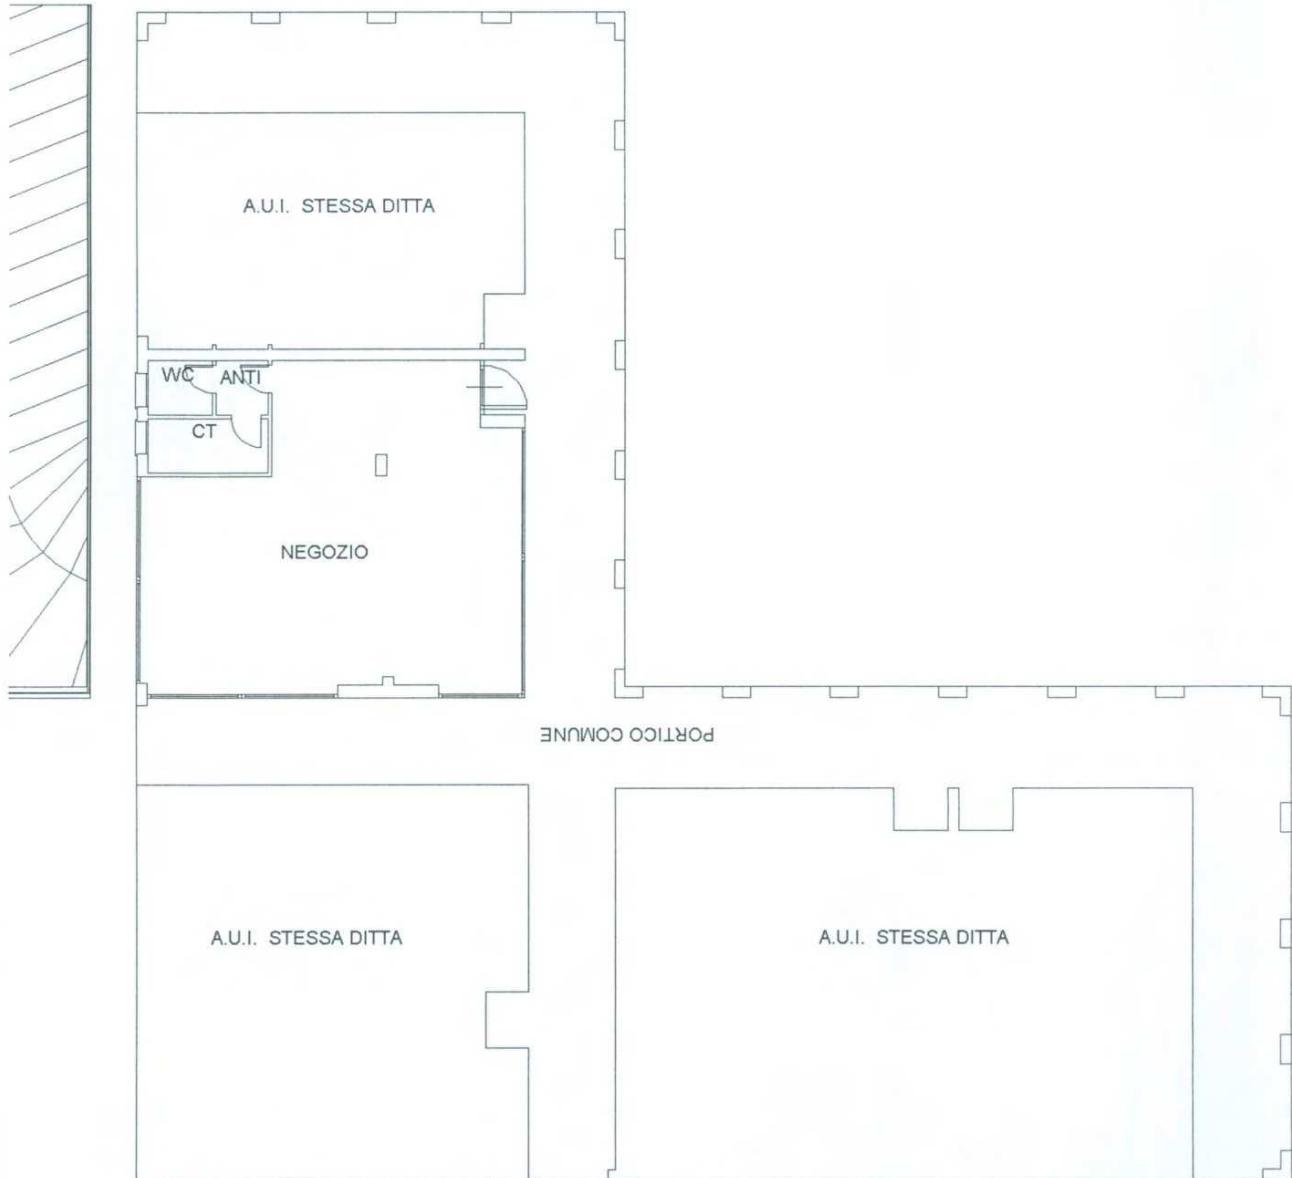 A.U.I. STESSA DITTA
WC
ANTI
CT
NEGOZIO
PORTICO COMUNE
A.U.I. STESSA DITTA
A.U.I. STESSA DITTA